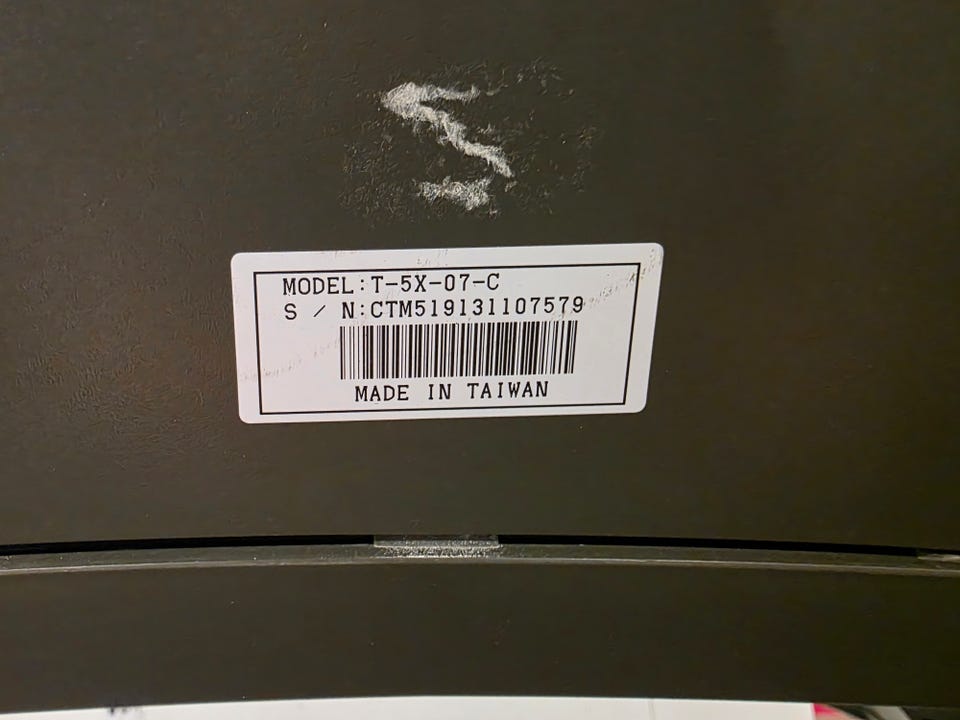 MODEL:T-5X-07-C
S / N:CTM519131107579
MADE IN TAIWAN